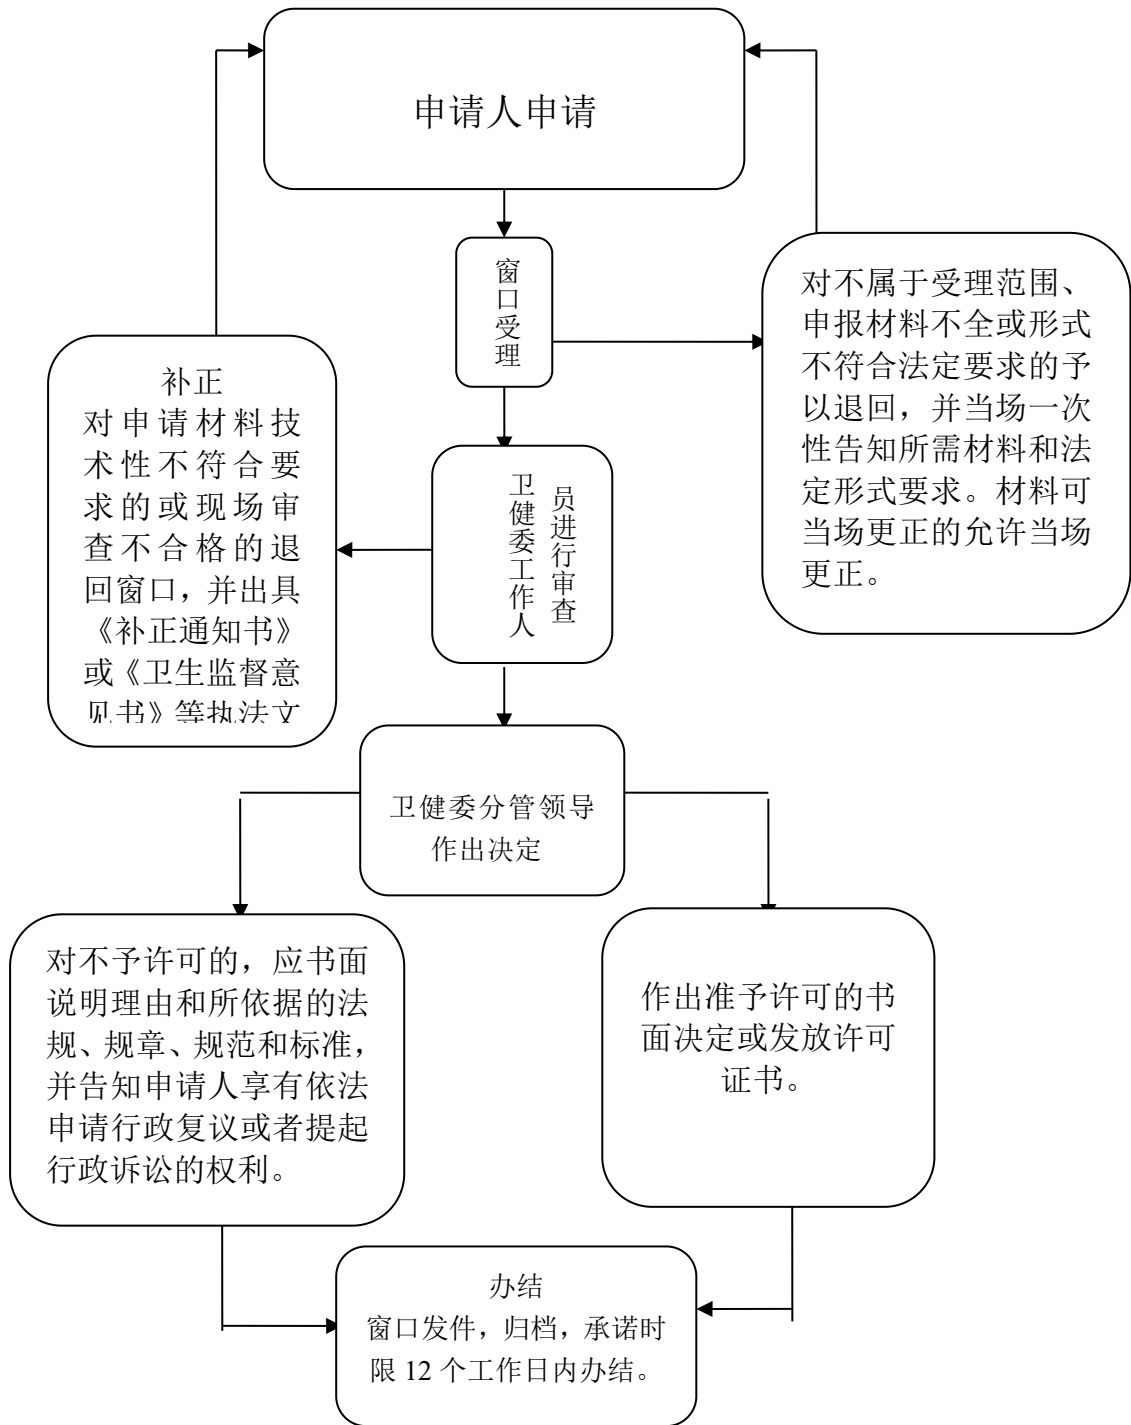 申请人申请
窗口受理
对不属于受理范围、
申报材料不全或形式
不符合法定要求的予
以退回，并当场一次
性告知所需材料和法
定形式要求。材料可
当场更正的允许当场
更正。
补正
对申请材料技
术性不符合要
求的或现场审
查不合格的退
回窗口，并出具
《补正通知书》
或《卫生监督意
见书》等执法文
卫健委工作人
员进行审查
卫健委分管领导
作出决定
对不予许可的，应书面
说明理由和所依据的法
规、规章、规范和标准，
并告知申请人享有依法
申请行政复议或者提起
行政诉讼的权利。
作出准予许可的书
面决定或发放许可
证书。
办结
窗口发件，归档，承诺时
限 12 个工作日内办结。